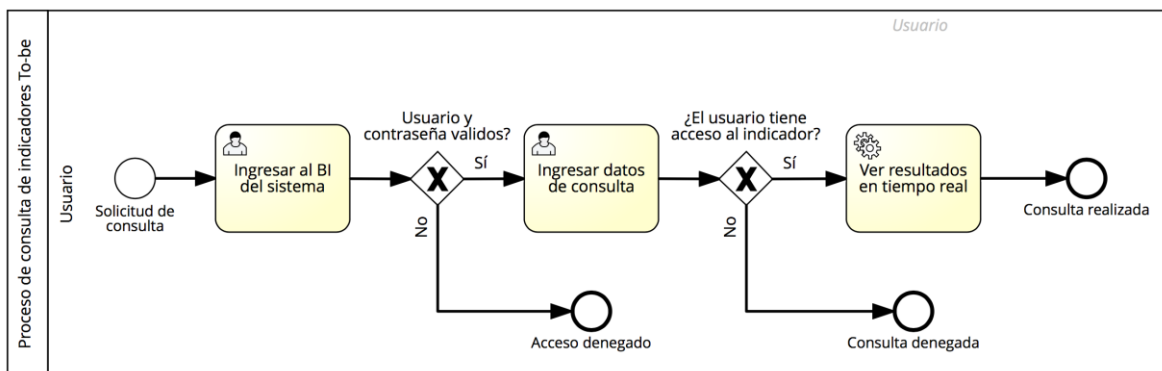 Proceso de consulta de indicadores To-be
Usuario
Usuario
Solicitud de
consulta
Ingresar al BI
del sistema
Usuario y
contraseña validos?
Sí
No
Ingresar datos
de consulta
¿El usuario tiene
acceso al indicador?
Sí
No
Ver resultados
en tiempo real
Consulta realizada
Acceso denegado
Consulta denegada